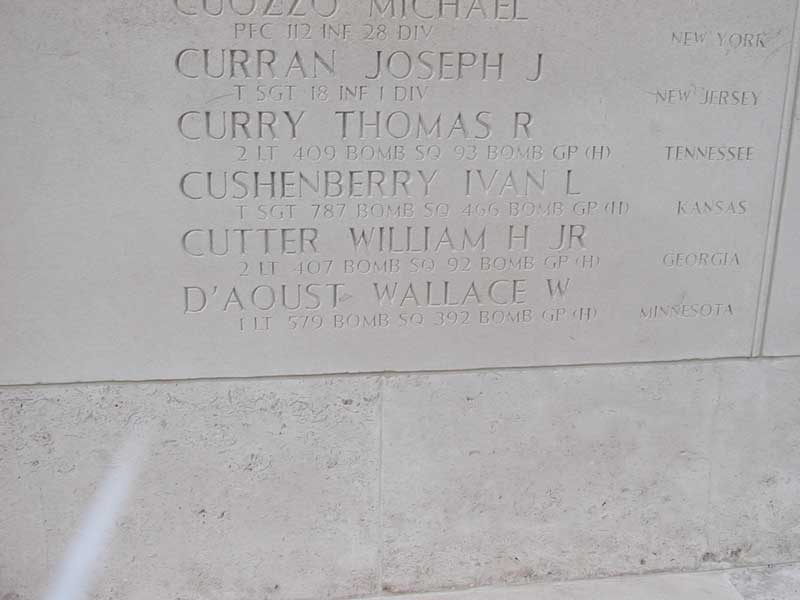 CUOZZO MICHAEL
PFC 112 INF 28 DIV NEW YORK
CURRAN JOSEPH J
T SGT 18 INF 1 DIV NEW JERSEY
CURRY THOMAS R
2 LT 409 BOMB SQ 93 BOMB GP (H) TENNESSEE
CUSHENBERRY IVAN L
T SGT 787 BOMB SQ 466 BOMB GP (H) KANSAS
CUTTER WILLIAM H JR
2 LT 407 BOMB SQ 92 BOMB GP (H) GEORGIA
D'AOUST WALLACE W
1 LT 579 BOMB SQ 392 BOMB GP (H) MINNESOTA